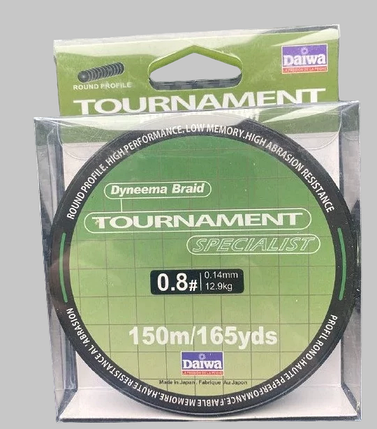 Daiwa
ROUND PROFILE
TOURNAMENT
ROUND PROFILE. HIGH PERFORMANCE. LOW MEMORY. HIGH ABRASION RESISTANCE
Dyneema Braid
TOURNAMENT
SPECIALIST
0.8#
0.14mm
12.9kg
150m/165yds
Daiwa
Made In Japan. Fabrique Au Japon
PROFIL ROND.HAUTE PEPERFORMANCE.FAIBLE MEMOIRE.HAUTE RESISTANCE AL' ABRASION